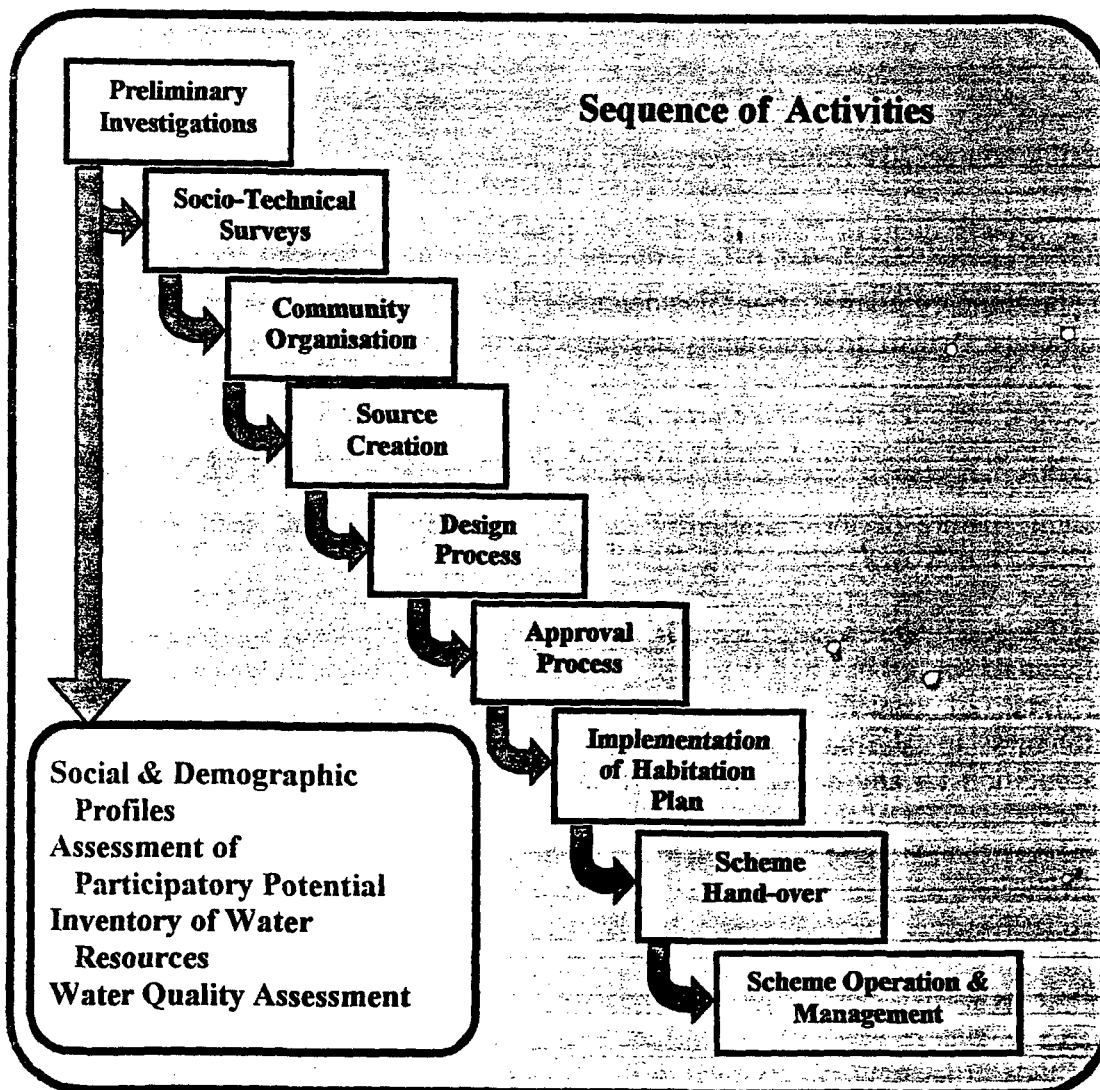 Sequence of Activities
Preliminary
Investigations
Socio-Technical
Surveys
Community
Organisation
Source
Creation
Design
Process
Approval
Process
Implementation
of Habitation
Plan
Scheme
Hand-over
Scheme Operation &
Management
Social & Demographic
Profiles
Assessment of
Participatory Potential
Inventory of Water
Resources
Water Quality Assessment